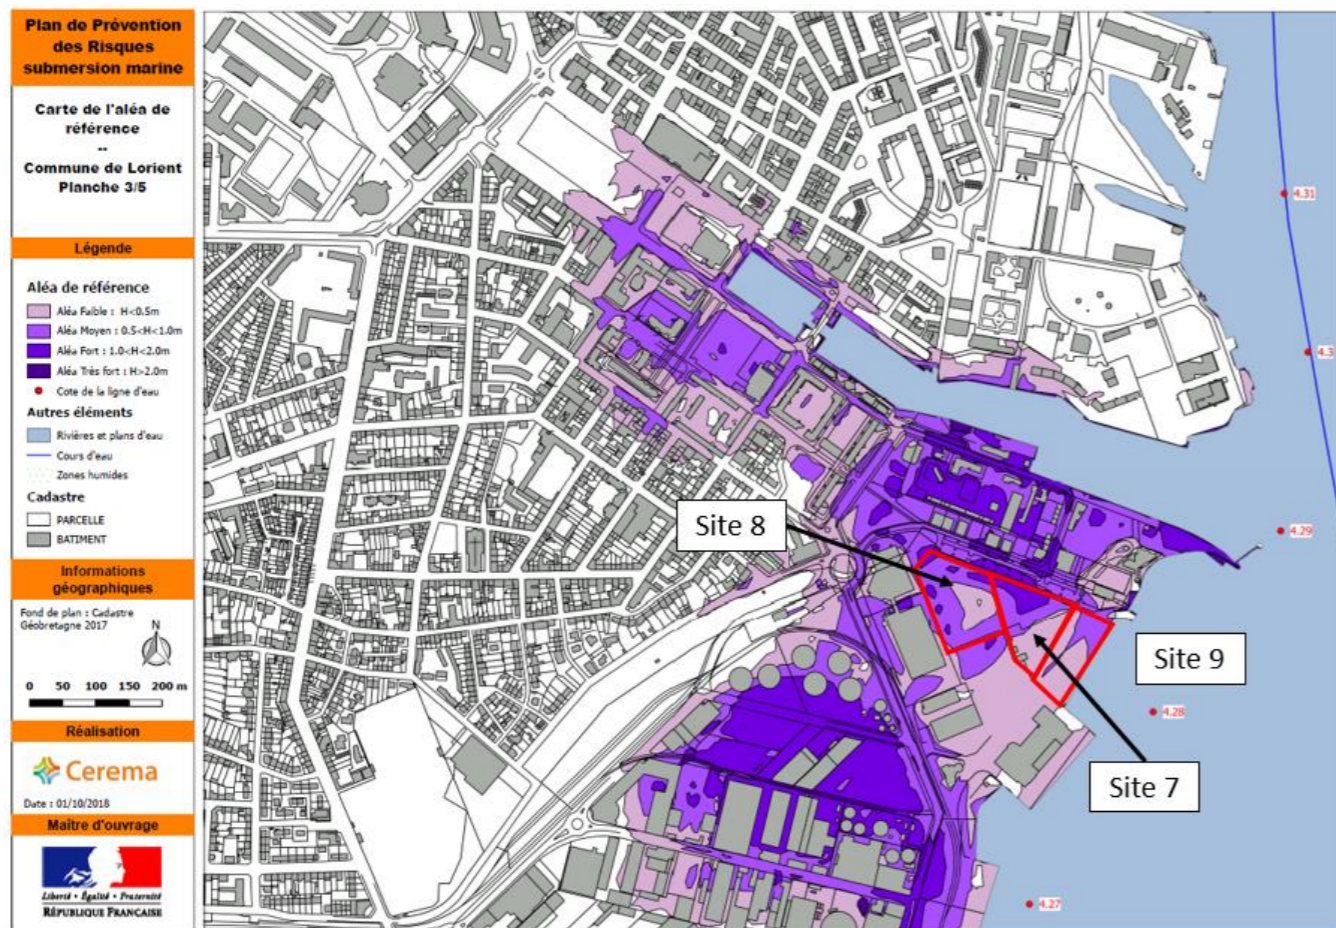 Plan de Prévention
des Risques
submersion marine
Carte de l'aléa de
référence
--
Commune de Lorient
Planche 3/5
Légende
Aléa de référence
Aléa Faible : H<0.5m
Aléa Moyen : 0.5<H<1.0m
Aléa Fort : 1.0<H<2.0m
Aléa Très fort : H>2.0m
Cote de la ligne d'eau
Autres éléments
Rivières et plans d'eau
Cours d'eau
Zones humides
Cadastre
PARCELLE
BATIMENT
Informations
géographiques
Fond de plan : Cadastre
Géobretagne 2017
N
0 50 100 150 200 m
Réalisation
Cerema
Date : 01/10/2018
Maître d'ouvrage
Liberté • Égalité • Fraternité
RÉPUBLIQUE FRANÇAISE
4.31
4.3
4.29
Site 8
Site 9
4.28
Site 7
4.27